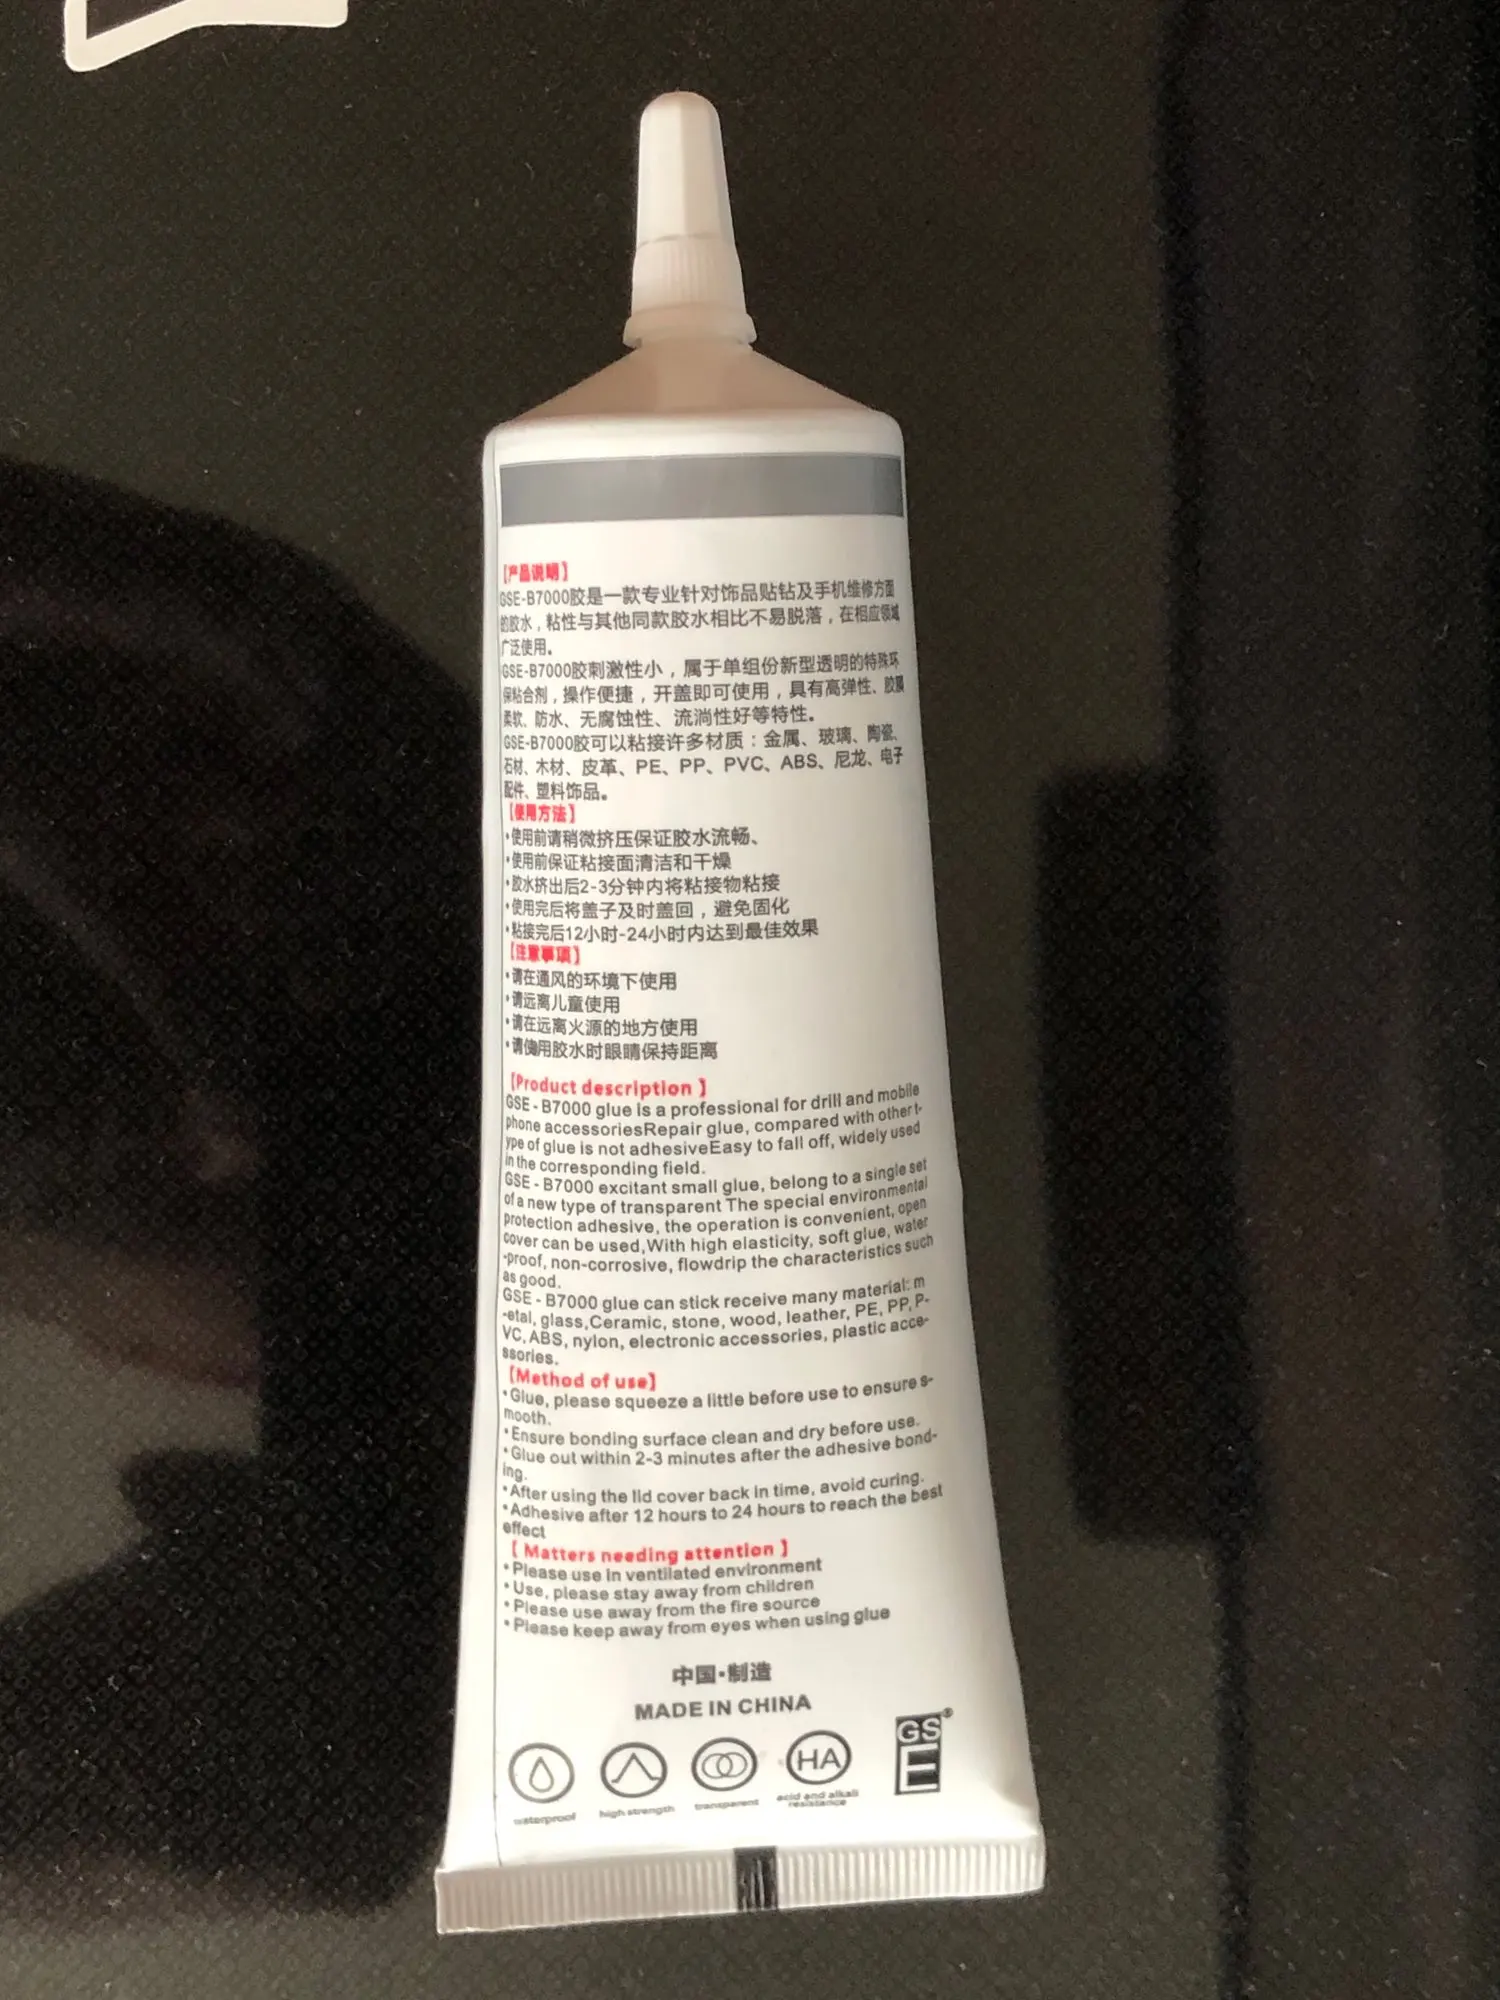 【产品说明】
GSE-B7000胶是一款专业针对饰品贴钻及手机维修方面
的胶水，粘性与其他同款胶水相比不易脱落，在相应领域
广泛使用。
GSE-B7000胶刺激性小，属于单组份新型透明的特殊环
保粘合剂，操作便捷，开盖即可使用，具有高弹性、胶膜
柔软、防水、无腐蚀性、流淌性好等特性。
GSE-B7000胶可以粘接许多材质：金属、玻璃、陶瓷、
石材、木材、皮革、PE、PP、PVC、ABS、尼龙、电子
配件、塑料饰品。
【使用方法】
·使用前请稍微挤压保证胶水流畅、
·使用前保证粘接面清洁和干燥
·胶水挤出后2-3分钟内将粘接物粘接
·使用完后将盖子及时盖回，避免固化
·粘接完后12小时-24小时内达到最佳效果
【注意事项】
·请在通风的环境下使用
·请远离儿童使用
·请在远离火源的地方使用
·请使用胶水时眼睛保持距离
【Product description 】
GSE - B7000 glue is a professional for drill and mobile
phone accessoriesRepair glue, compared with other t-
ype of glue is not adhesiveEasy to fall off, widely used
in the corresponding field.
GSE - B7000 excitant small glue, belong to a single set
of a new type of transparent The special environmental
protection adhesive, the operation is convenient, open
cover can be used,With high elasticity, soft glue, water
-proof, non-corrosive, flowdrip the characteristics such
as good.
GSE - B7000 glue can stick receive many material: m
-etal, glass,Ceramic, stone, wood, leather, PE, PP, P-
VC, ABS, nylon, electronic accessories, plastic acce-
ssories.
【Method of use】
·Glue, please squeeze a little before use to ensure s-
mooth.
·Ensure bonding surface clean and dry before use.
·Glue out within 2-3 minutes after the adhesive bond-
ing.
·After using the lid cover back in time, avoid curing.
·Adhesive after 12 hours to 24 hours to reach the best
effect
【 Matters needing attention 】
·Please use in ventilated environment
·Use, please stay away from children
·Please use away from the fire source
·Please keep away from eyes when using glue
中国·制造
MADE IN CHINA
HA
GS®
E
waterproof
high strength
transparent
acid and alkali
resistance